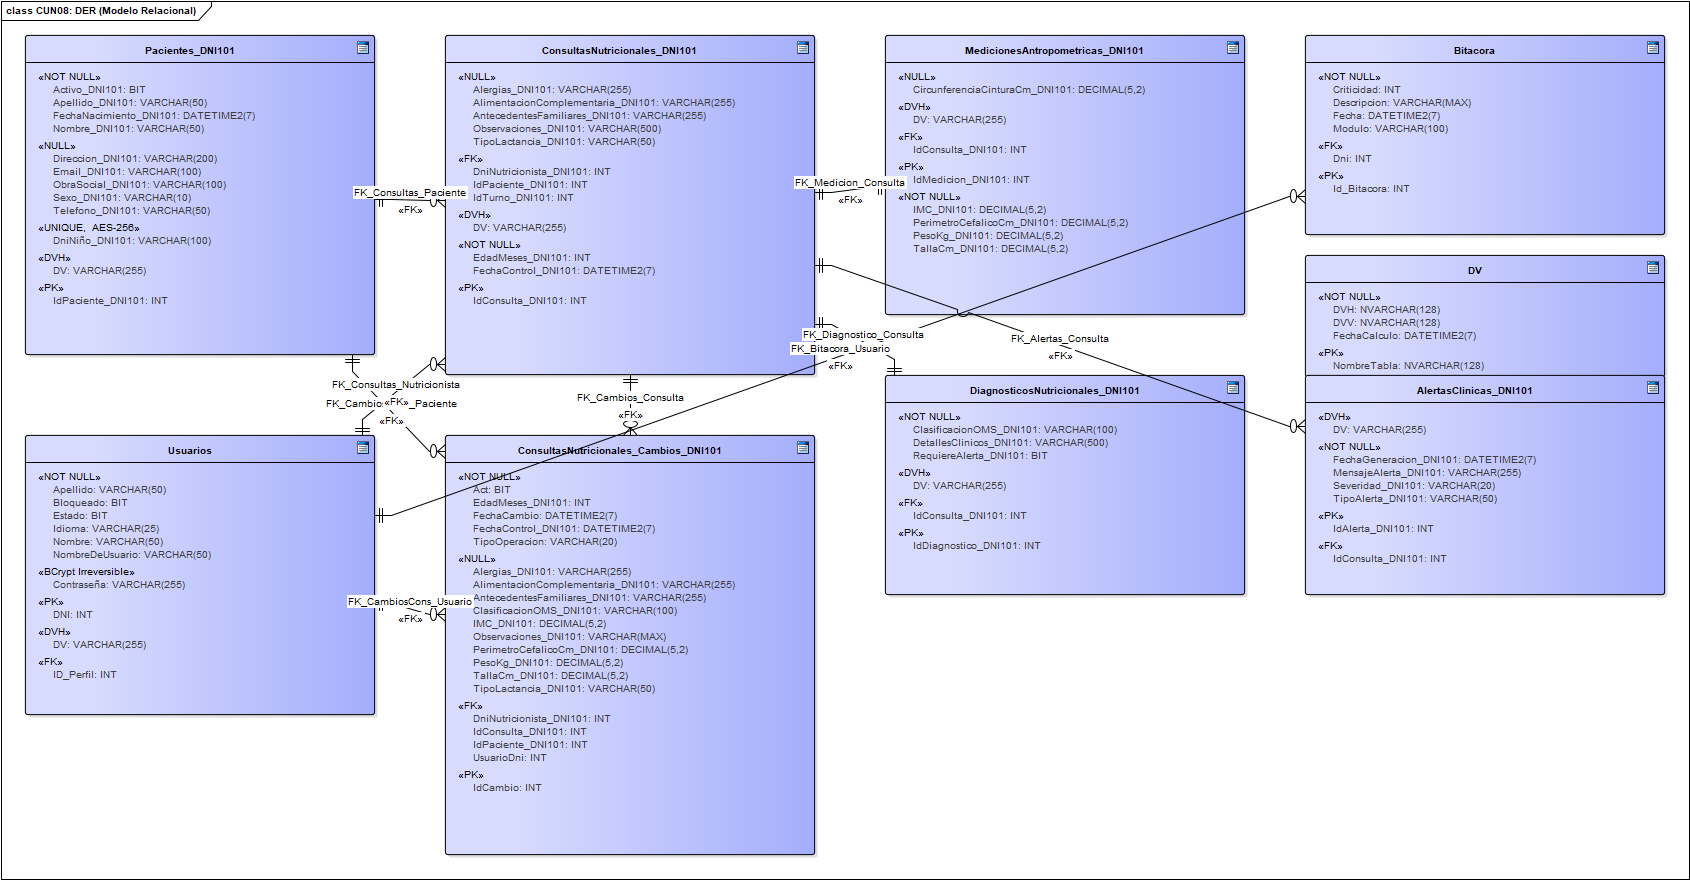 class CUN08: DER (Modelo Relacional)
Pacientes_DNI101
«NOT NULL»
Activo_DNI101: BIT
Apellido_DNI101: VARCHAR(50)
FechaNacimiento_DNI101: DATETIME2(7)
Nombre_DNI101: VARCHAR(50)
«NULL»
Direccion_DNI101: VARCHAR(200)
Email_DNI101: VARCHAR(100)
ObraSocial_DNI101: VARCHAR(100)
Sexo_DNI101: VARCHAR(10)
Telefono_DNI101: VARCHAR(50)
«UNIQUE, AES-256»
DniNiño_DNI101: VARCHAR(100)
«DVH»
DV: VARCHAR(255)
«PK»
IdPaciente_DNI101: INT
FK_Consultas_Paciente
«FK»
ConsultasNutricionales_DNI101
«NULL»
Alergias_DNI101: VARCHAR(255)
AlimentacionComplementaria_DNI101: VARCHAR(255)
AntecedentesFamiliares_DNI101: VARCHAR(255)
Observaciones_DNI101: VARCHAR(500)
TipoLactancia_DNI101: VARCHAR(50)
«FK»
DniNutricionista_DNI101: INT
IdPaciente_DNI101: INT
IdTurno_DNI101: INT
«DVH»
DV: VARCHAR(255)
«NOT NULL»
EdadMeses_DNI101: INT
FechaControl_DNI101: DATETIME2(7)
«PK»
IdConsulta_DNI101: INT
FK_Medicion_Consulta
«FK»
MedicionesAntropometricas_DNI101
«NULL»
CircunferenciaCinturaCm_DNI101: DECIMAL(5,2)
«DVH»
DV: VARCHAR(255)
«FK»
IdConsulta_DNI101: INT
«PK»
IdMedicion_DNI101: INT
«NOT NULL»
IMC_DNI101: DECIMAL(5,2)
PerimetroCefalicoCm_DNI101: DECIMAL(5,2)
PesoKg_DNI101: DECIMAL(5,2)
TallaCm_DNI101: DECIMAL(5,2)
Bitacora
«NOT NULL»
Criticidad: INT
Descripcion: VARCHAR(MAX)
Fecha: DATETIME2(7)
Modulo: VARCHAR(100)
«FK»
Dni: INT
«PK»
Id_Bitacora: INT
DV
«NOT NULL»
DVH: NVARCHAR(128)
DVV: NVARCHAR(128)
FechaCalculo: DATETIME2(7)
«PK»
NombreTabla: NVARCHAR(128)
FK_Diagnostico_Consulta
FK_Bitacora_Usuario
«FK»
FK_Alertas_Consulta
«FK»
FK_Consultas_Nutricionista
«FK»
FK_Cambio
_Paciente
«FK»
FK_Cambios_Consulta
«FK»
Usuarios
«NOT NULL»
Apellido: VARCHAR(50)
Bloqueado: BIT
Estado: BIT
Idioma: VARCHAR(25)
Nombre: VARCHAR(50)
NombreDeUsuario: VARCHAR(50)
«BCrypt Irreversible»
Contraseña: VARCHAR(255)
«PK»
DNI: INT
«DVH»
DV: VARCHAR(255)
«FK»
ID_Perfil: INT
FK_CambiosCons_Usuario
«FK»
ConsultasNutricionales_Cambios_DNI101
«NOT NULL»
Act: BIT
EdadMeses_DNI101: INT
FechaCambio: DATETIME2(7)
FechaControl_DNI101: DATETIME2(7)
TipoOperacion: VARCHAR(20)
«NULL»
Alergias_DNI101: VARCHAR(255)
AlimentacionComplementaria_DNI101: VARCHAR(255)
AntecedentesFamiliares_DNI101: VARCHAR(255)
ClasificacionOMS_DNI101: VARCHAR(100)
IMC_DNI101: DECIMAL(5,2)
Observaciones_DNI101: VARCHAR(MAX)
PerimetroCefalicoCm_DNI101: DECIMAL(5,2)
PesoKg_DNI101: DECIMAL(5,2)
TallaCm_DNI101: DECIMAL(5,2)
TipoLactancia_DNI101: VARCHAR(50)
«FK»
DniNutricionista_DNI101: INT
IdConsulta_DNI101: INT
IdPaciente_DNI101: INT
UsuarioDni: INT
«PK»
IdCambio: INT
DiagnosticosNutricionales_DNI101
«NOT NULL»
ClasificacionOMS_DNI101: VARCHAR(100)
DetallesClinicos_DNI101: VARCHAR(500)
RequiereAlerta_DNI101: BIT
«DVH»
DV: VARCHAR(255)
«FK»
IdConsulta_DNI101: INT
«PK»
IdDiagnostico_DNI101: INT
AlertasClinicas_DNI101
«DVH»
DV: VARCHAR(255)
«NOT NULL»
FechaGeneracion_DNI101: DATETIME2(7)
MensajeAlerta_DNI101: VARCHAR(255)
Severidad_DNI101: VARCHAR(20)
TipoAlerta_DNI101: VARCHAR(50)
«PK»
IdAlerta_DNI101: INT
«FK»
IdConsulta_DNI101: INT